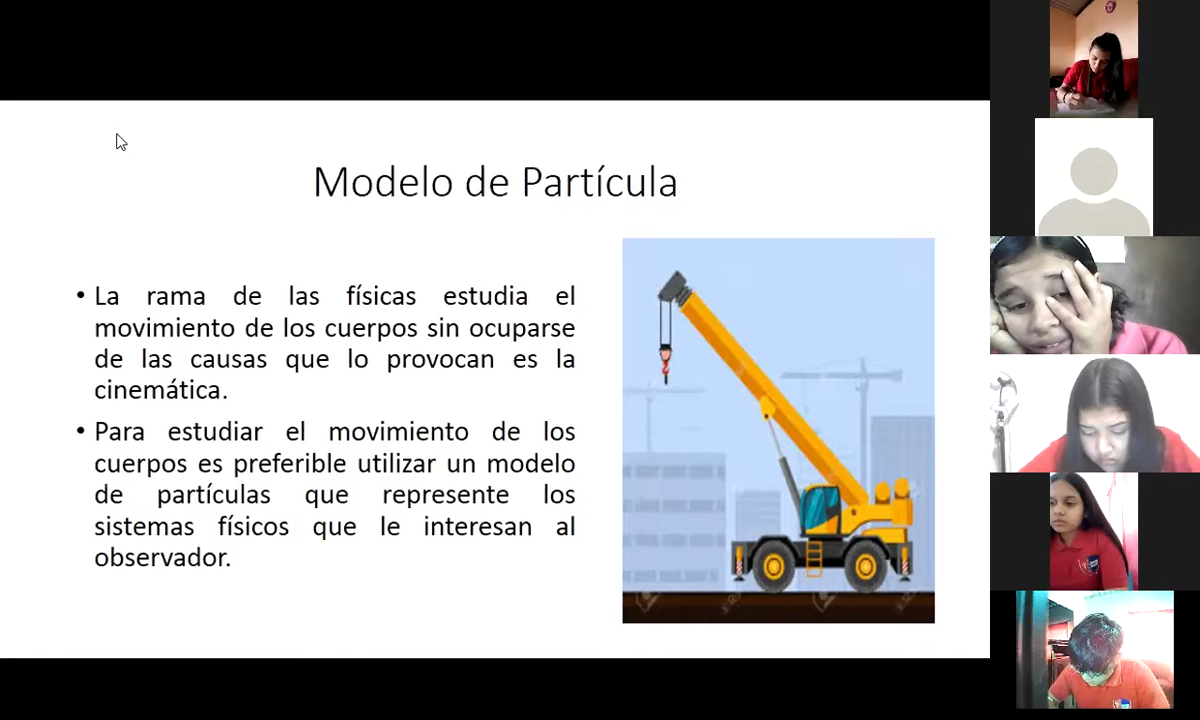 Modelo de Partícula
• La rama de las físicas estudia el
movimiento de los cuerpos sin ocuparse
de las causas que lo provocan es la
cinemática.
• Para estudiar el movimiento de los
cuerpos es preferible utilizar un modelo
de partículas que represente los
sistemas físicos que le interesan al
observador.